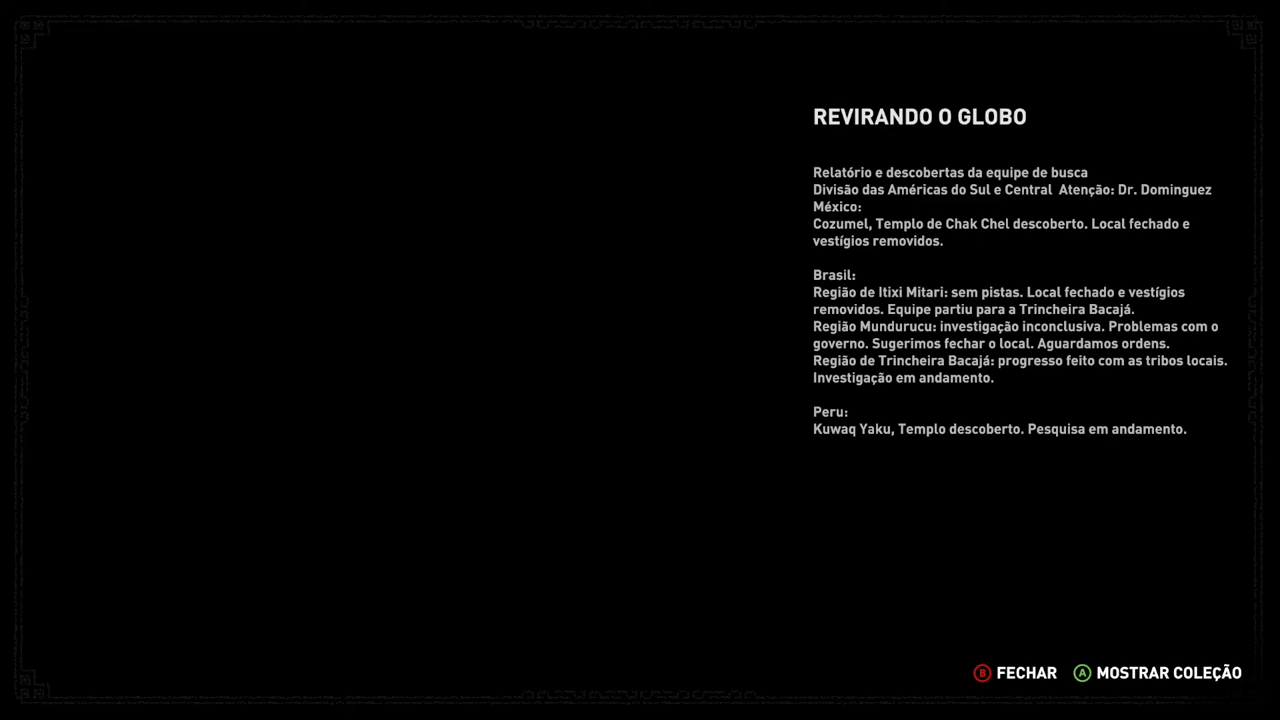 REVIRANDO O GLOBO
Relatório e descobertas da equipe de busca
Divisão das Américas do Sul e Central  Atenção: Dr. Dominguez
México:
Cozumel, Templo de Chak Chel descoberto. Local fechado e
vestígios removidos.
Brasil:
Região de Itixi Mitari: sem pistas. Local fechado e vestígios
removidos. Equipe partiu para a Trincheira Bacajá.
Região Mundurucu: investigação inconclusiva. Problemas com o
governo. Sugerimos fechar o local. Aguardamos ordens.
Região de Trincheira Bacajá: progresso feito com as tribos locais.
Investigação em andamento.
Peru:
Kuwaq Yaku, Templo descoberto. Pesquisa em andamento.
B FECHAR A MOSTRAR COLEÇÃO